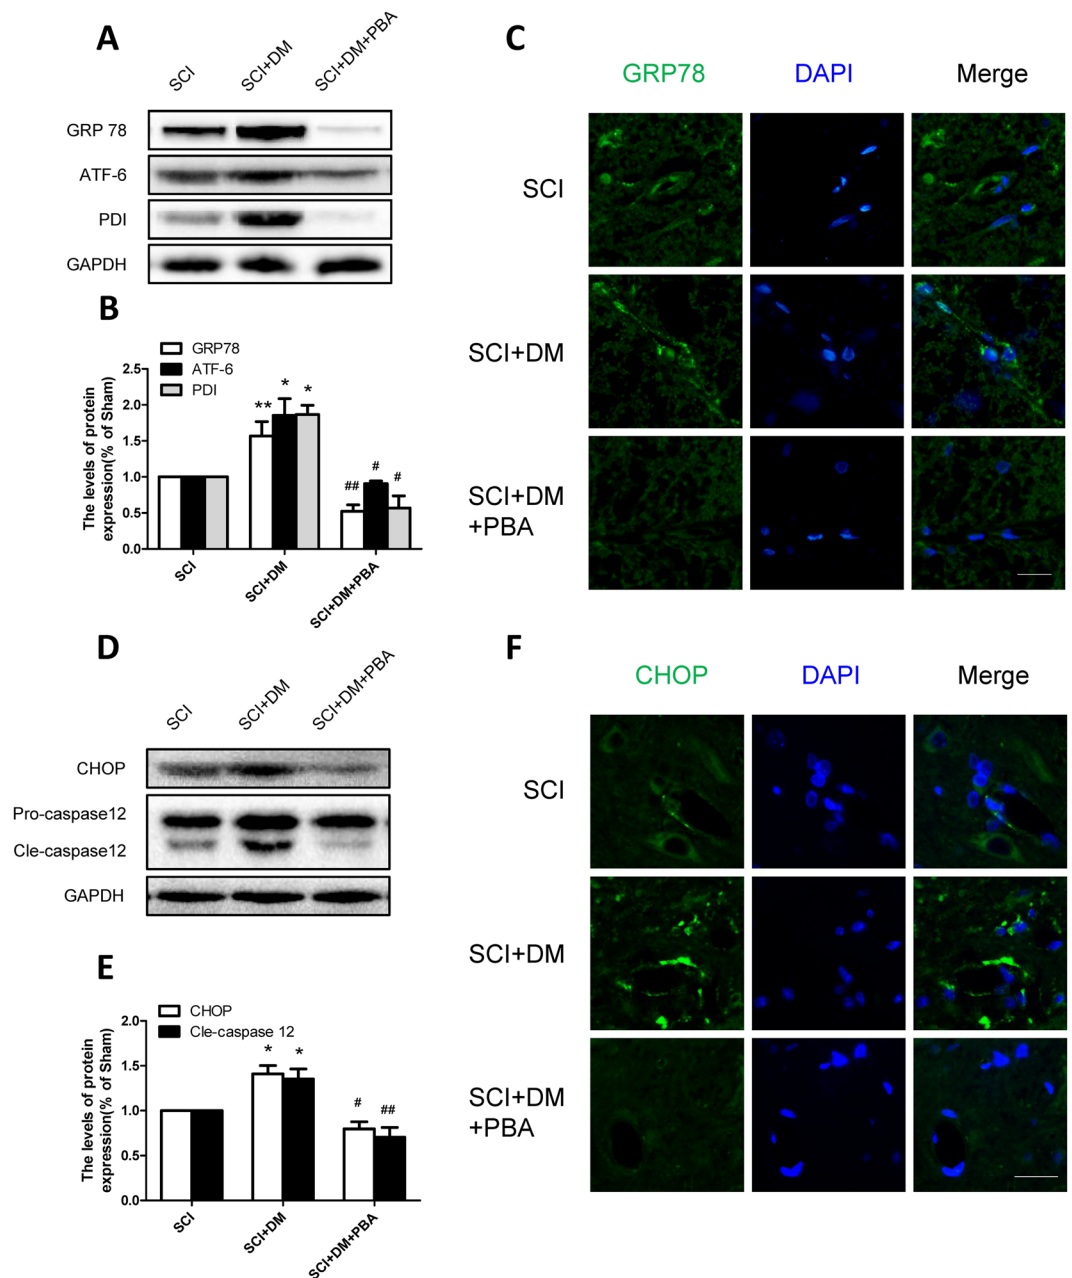 A
SCI
SCI+DM
SCI+DM+PBA
GRP 78
ATF-6
PDI
GAPDH
B
GRP78
ATF-6
PDI
The levels of protein
expression(% of Sham)
2.5
2.0
1.5
1.0
0.5
0.0
** * *
## # #
SCI
SCI+DM
SCI+DM+PBA
C
GRP78 DAPI Merge
SCI
SCI+DM
SCI+DM
+PBA
D
SCI
SCI+DM
SCI+DM+PBA
CHOP
Pro-caspase12
Cle-caspase12
GAPDH
E
CHOP
Cle-caspase 12
The levels of protein
expression(% of Sham)
2.0
1.5
1.0
0.5
0.0
* *
# ##
SCI
SCI+DM
SCI+DM+PBA
F
CHOP DAPI Merge
SCI
SCI+DM
SCI+DM
+PBA